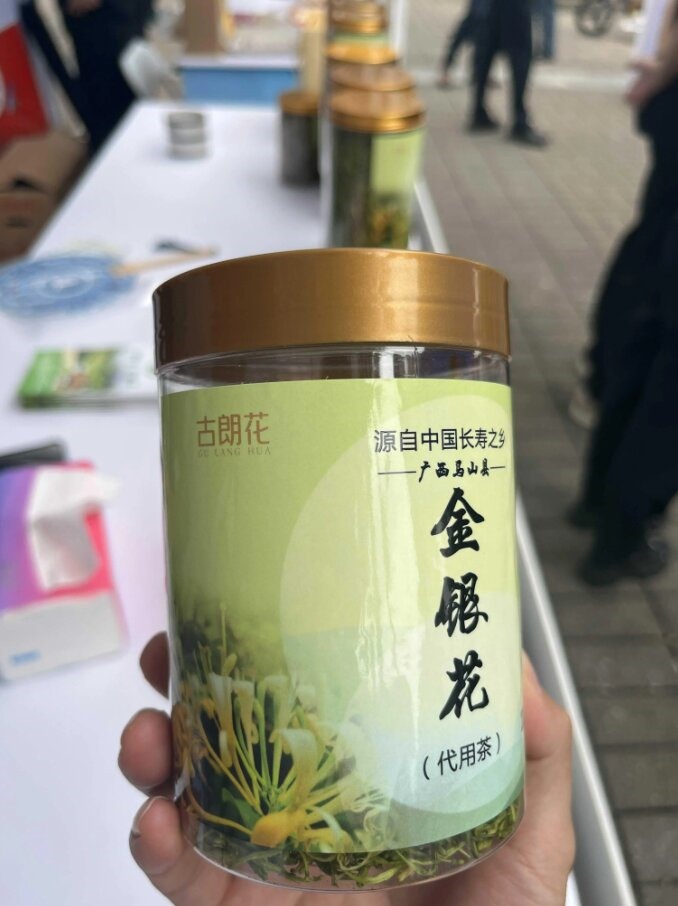 古朗花
GU LANG HUA
源自中国长寿之乡
广西马山县
金银花
（代用茶）